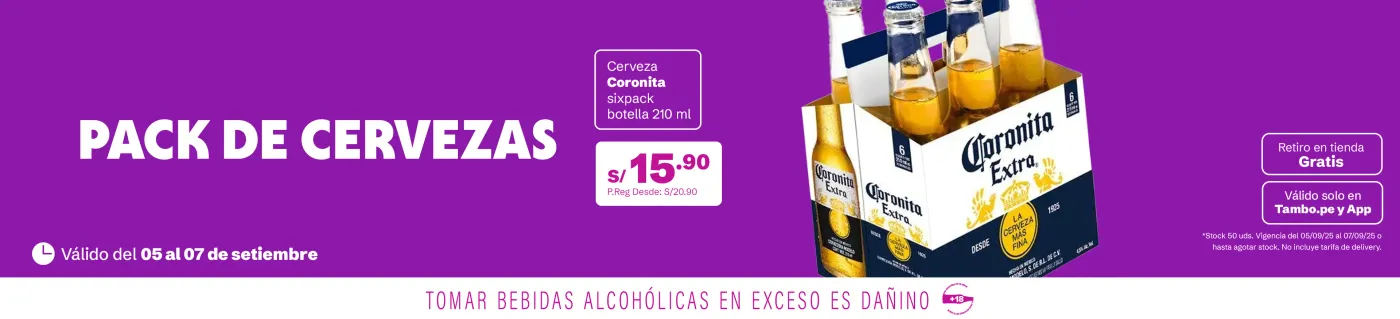 PACK DE CERVEZAS
Válido del 05 al 07 de setiembre
Cerveza
Coronita
sixpack
botella 210 ml
S/ 15.90
P.Reg Desde: S/20.90
Coronita
Extra
6
Coronita
Extra
6
LA
CERVEZA
MAS
FINA
DESDE
1925
Retiro en tienda
Gratis
Válido solo en
Tambo.pe y App
*Stock 50 uds. Vigencia del 05/09/25 al 07/09/25 o
hasta agotar stock. No incluye tarifa de delivery.
TOMAR BEBIDAS ALCOHÓLICAS EN EXCESO ES DAÑINO
+18